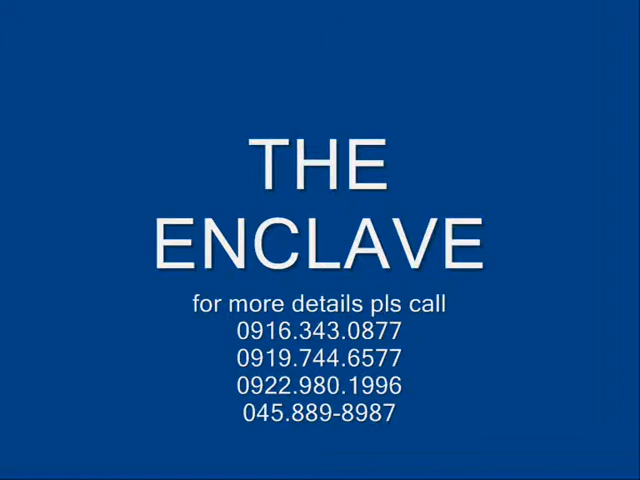 THE
ENCLAVE
for more details pls call
0916.343.0877
0919.744.6577
0922.980.1996
045.889-8987